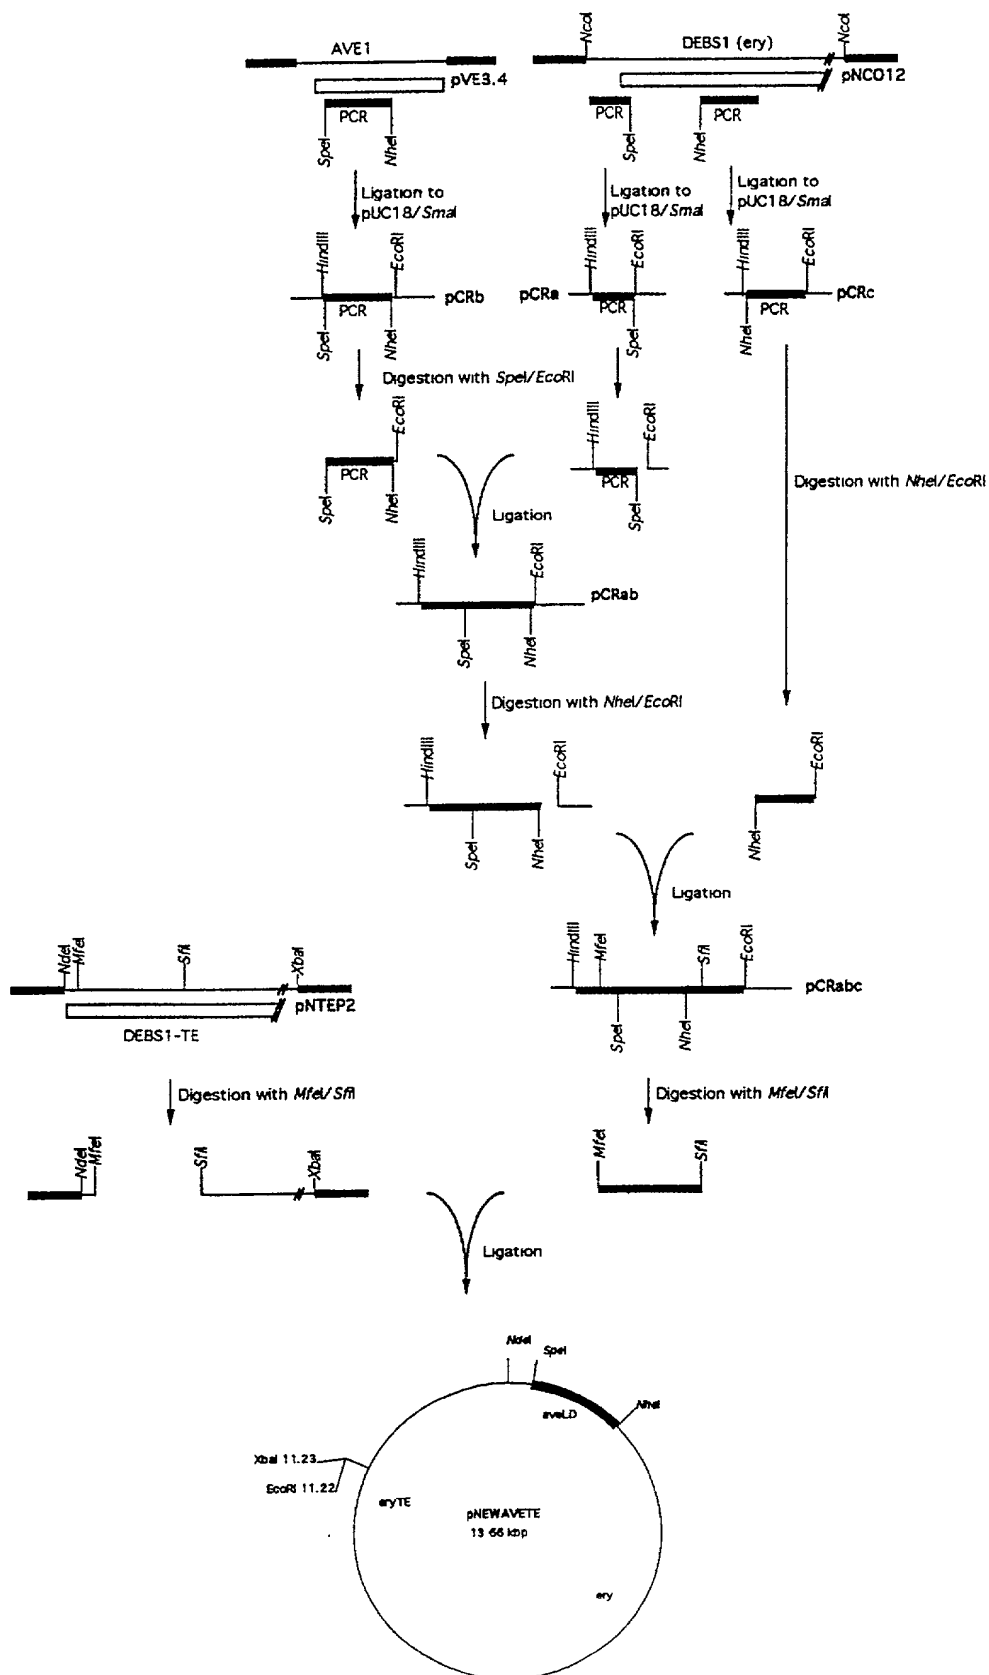 AVE1
pVE3.4
PCR
SpeI
NheI
NcoI
DEBS1 (ery)
NcoI
pNCO12
PCR
SpeI
PCR
NheI
Ligation to
pUC18/SmaI
Ligation to
pUC18/SmaI
Ligation to
pUC18/SmaI
HindIII
EcoRI
pCRb
PCR
SpeI
NheI
HindIII
EcoRI
pCRa
PCR
SpeI
HindIII
EcoRI
pCRc
PCR
NheI
Digestion with SpeI/EcoRI
EcoRI
PCR
SpeI
NheI
HindIII
EcoRI
PCR
SpeI
Digestion with NheI/EcoRI
Ligation
HindIII
EcoRI
pCRab
SpeI
NheI
Digestion with NheI/EcoRI
HindIII
EcoRI
SpeI
NheI
EcoRI
NheI
Ligation
NdeI
MfeI
SfiI
XbaI
pNTEP2
DEBS1-TE
HindIII
MfeI
SfiI
EcoRI
pCRabc
SpeI
NheI
Digestion with MfeI/SfiI
Digestion with MfeI/SfiI
NdeI
MfeI
SfiI
XbaI
MfeI
SfiI
Ligation
NdeI
SpeI
aveLD
NheI
XbaI 11.23
EcoRI 11.22
eryTE
pNEWAVETE
13 66 kbp
ery